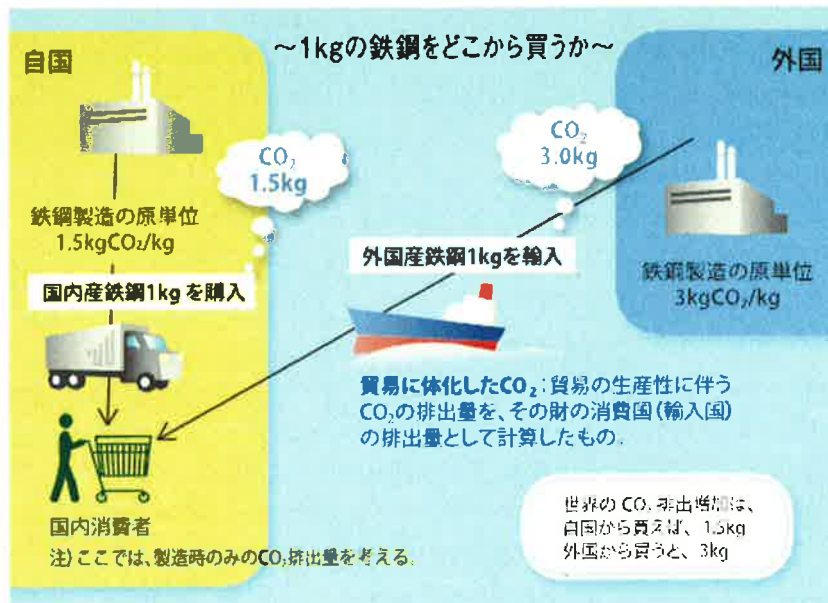 ～1kgの鉄鋼をどこから買うか～
自国
外国
CO₂
1.5kg
CO₂
3.0kg
鉄鋼製造の原単位
1.5kgCO₂/kg
国内産鉄鋼1kgを購入
外国産鉄鋼1kgを輸入
鉄鋼製造の原単位
3kgCO₂/kg
貿易に体化したCO₂:貿易の生産性に伴う
CO₂の排出量を、その財の消費国(輸入国)
の排出量として計算したもの.
国内消費者
注)ここでは、製造時のみのCO₂排出量を考える.
世界の CO₂ 排出増加は、
自国から買えば、1.5kg
外国から買うと、3kg